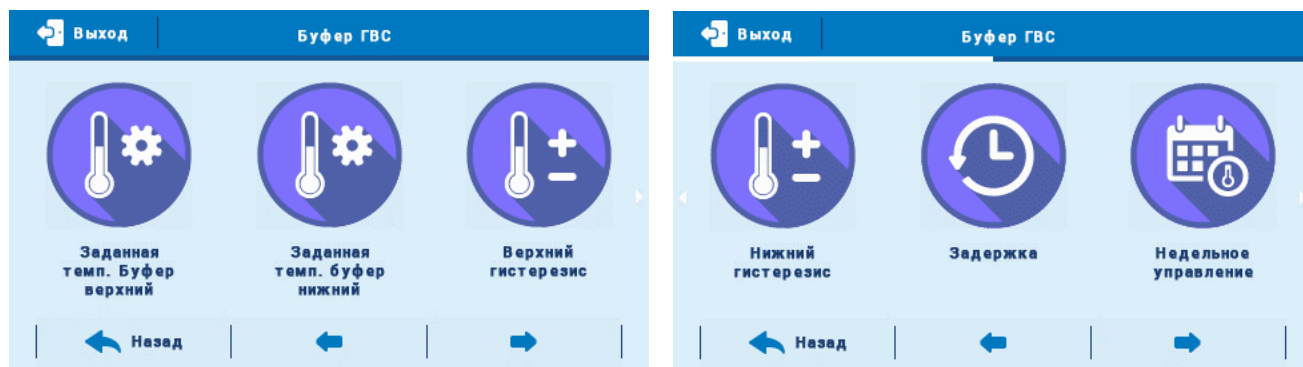 Выход
Буфер ГВС
Заданная
темп. Буфер
верхний
Заданная
темп. буфер
нижний
Верхний
гистерезис
Назад
Выход
Буфер ГВС
Нижний
гистерезис
Задержка
Недельное
управление
Назад